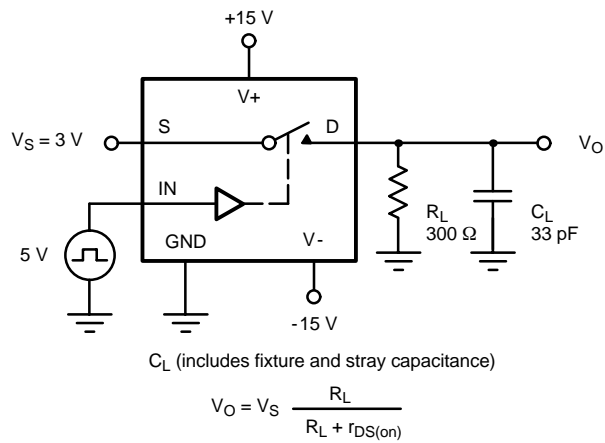 +15 V
V+
S
D
VS = 3 V
VO
IN
RL
300 Ω
CL
33 pF
5 V
GND
V-
-15 V
CL (includes fixture and stray capacitance)
VO = VS RL
RL + rDS(on)